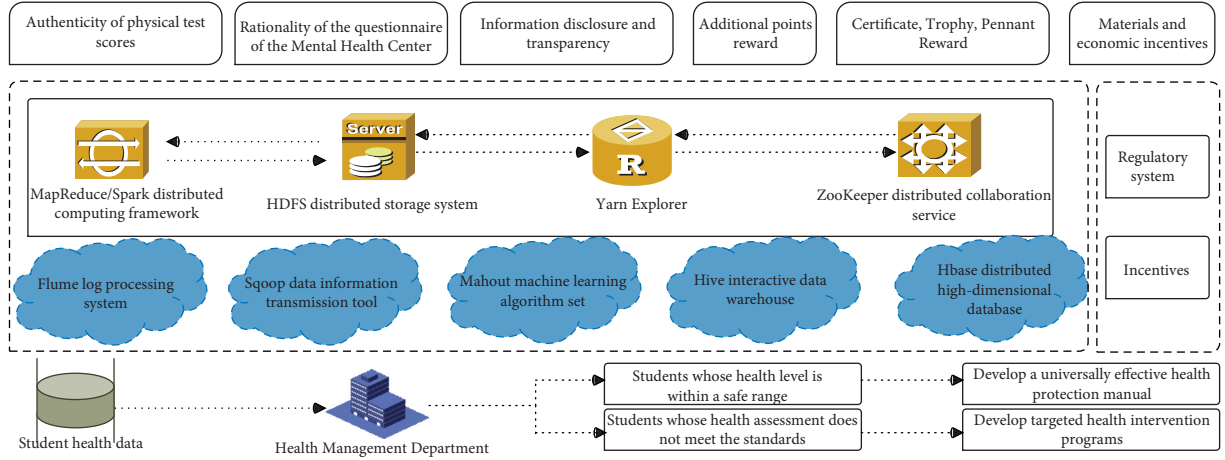 Authenticity of physical test
scores
Rationality of the questionnaire
of the Mental Health Center
Information disclosure and
transparency
Additional points
reward
Certificate, Trophy, Pennant
Reward
Materials and
economic incentives
Server
R
MapReduce/Spark distributed
computing framework
HDFS distributed storage system
Yarn Explorer
ZooKeeper distributed collaboration
service
Regulatory
system
Flume log processing
system
Sqoop data information
transmission tool
Mahout machine learning
algorithm set
Hive interactive data
warehouse
Hbase distributed
high-dimensional
database
Incentives
Student health data
Health Management Department
Students whose health level is
within a safe range
Develop a universally effective health
protection manual
Students whose health assessment does
not meet the standards
Develop targeted health intervention
programs